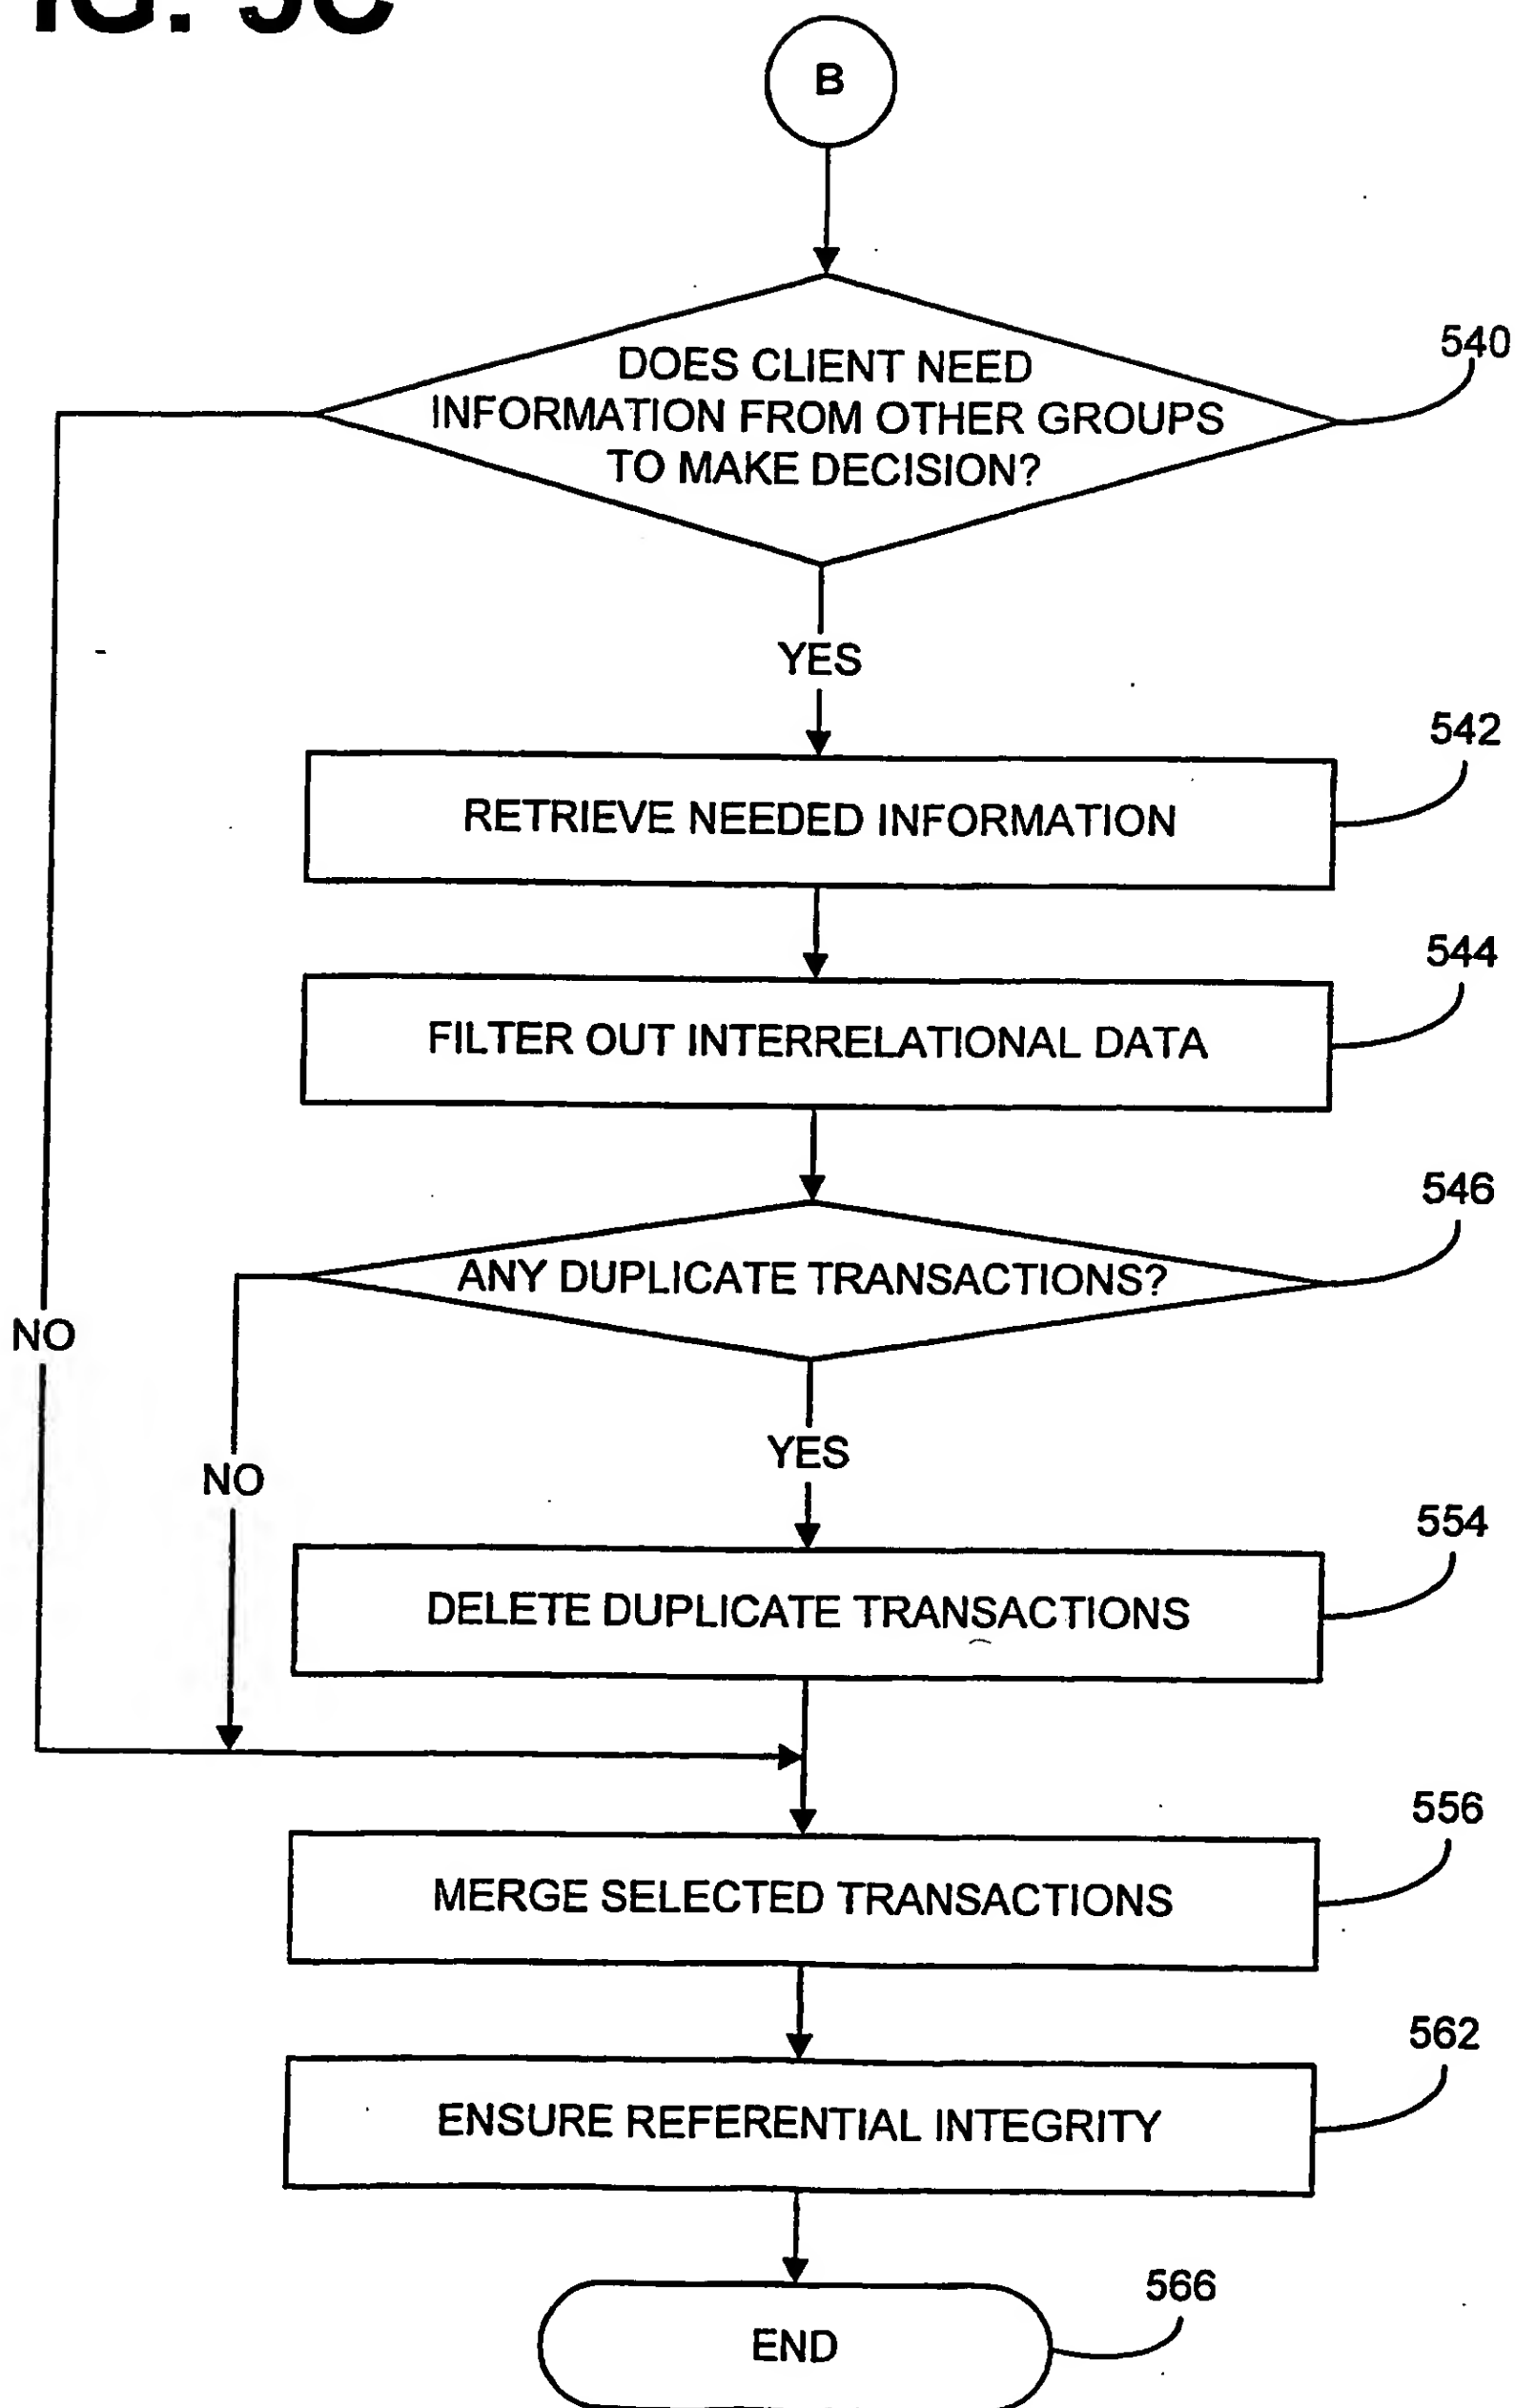 FIG. 5C
B
DOES CLIENT NEED
INFORMATION FROM OTHER GROUPS
TO MAKE DECISION?
540
YES
542
RETRIEVE NEEDED INFORMATION
544
FILTER OUT INTERRELATIONAL DATA
546
ANY DUPLICATE TRANSACTIONS?
NO
YES
NO
554
DELETE DUPLICATE TRANSACTIONS
556
MERGE SELECTED TRANSACTIONS
562
ENSURE REFERENTIAL INTEGRITY
566
END